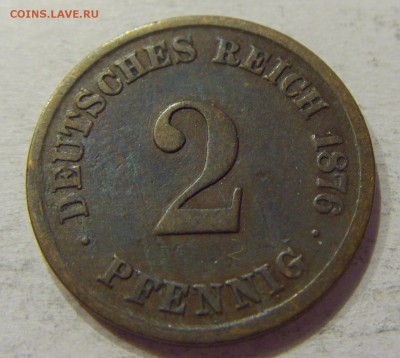 COINS.LAVE.RU
· DEUTSCHES REICH 1876 ·
2
PFENNIG